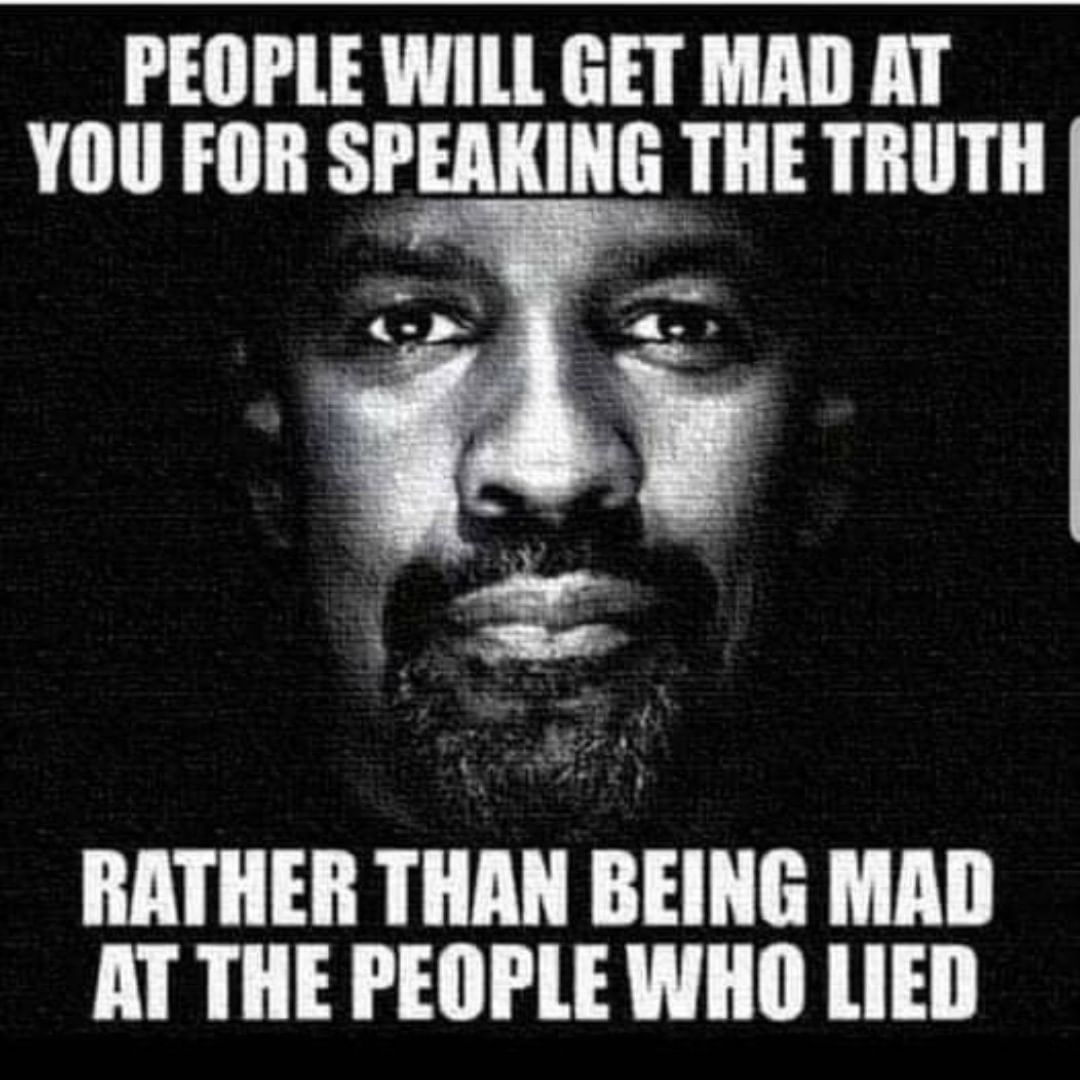 PEOPLE WILL GET MAD AT
YOU FOR SPEAKING THE TRUTH
RATHER THAN BEING MAD
AT THE PEOPLE WHO LIED